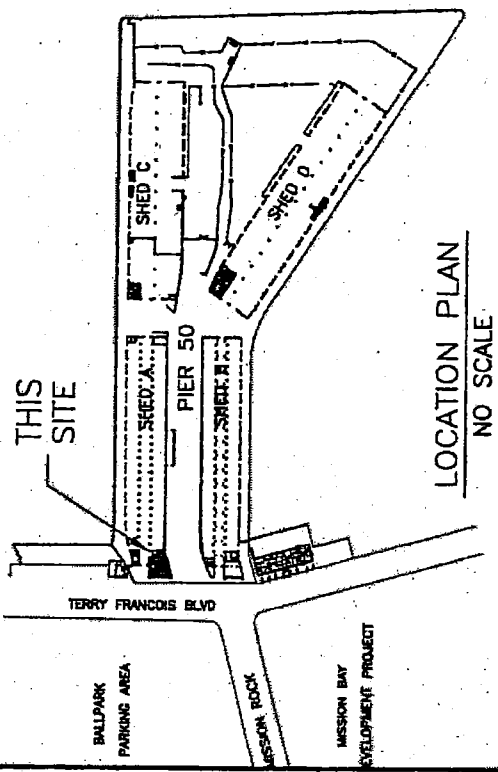 THIS
SITE
SHED A
PIER 50
SHED B
SHED C
SHED D
TERRY FRANCOIS BLVD
BALLPARK
PARKING AREA
MISSION ROCK
MISSION BAY
DEVELOPMENT PROJECT
LOCATION PLAN
NO SCALE